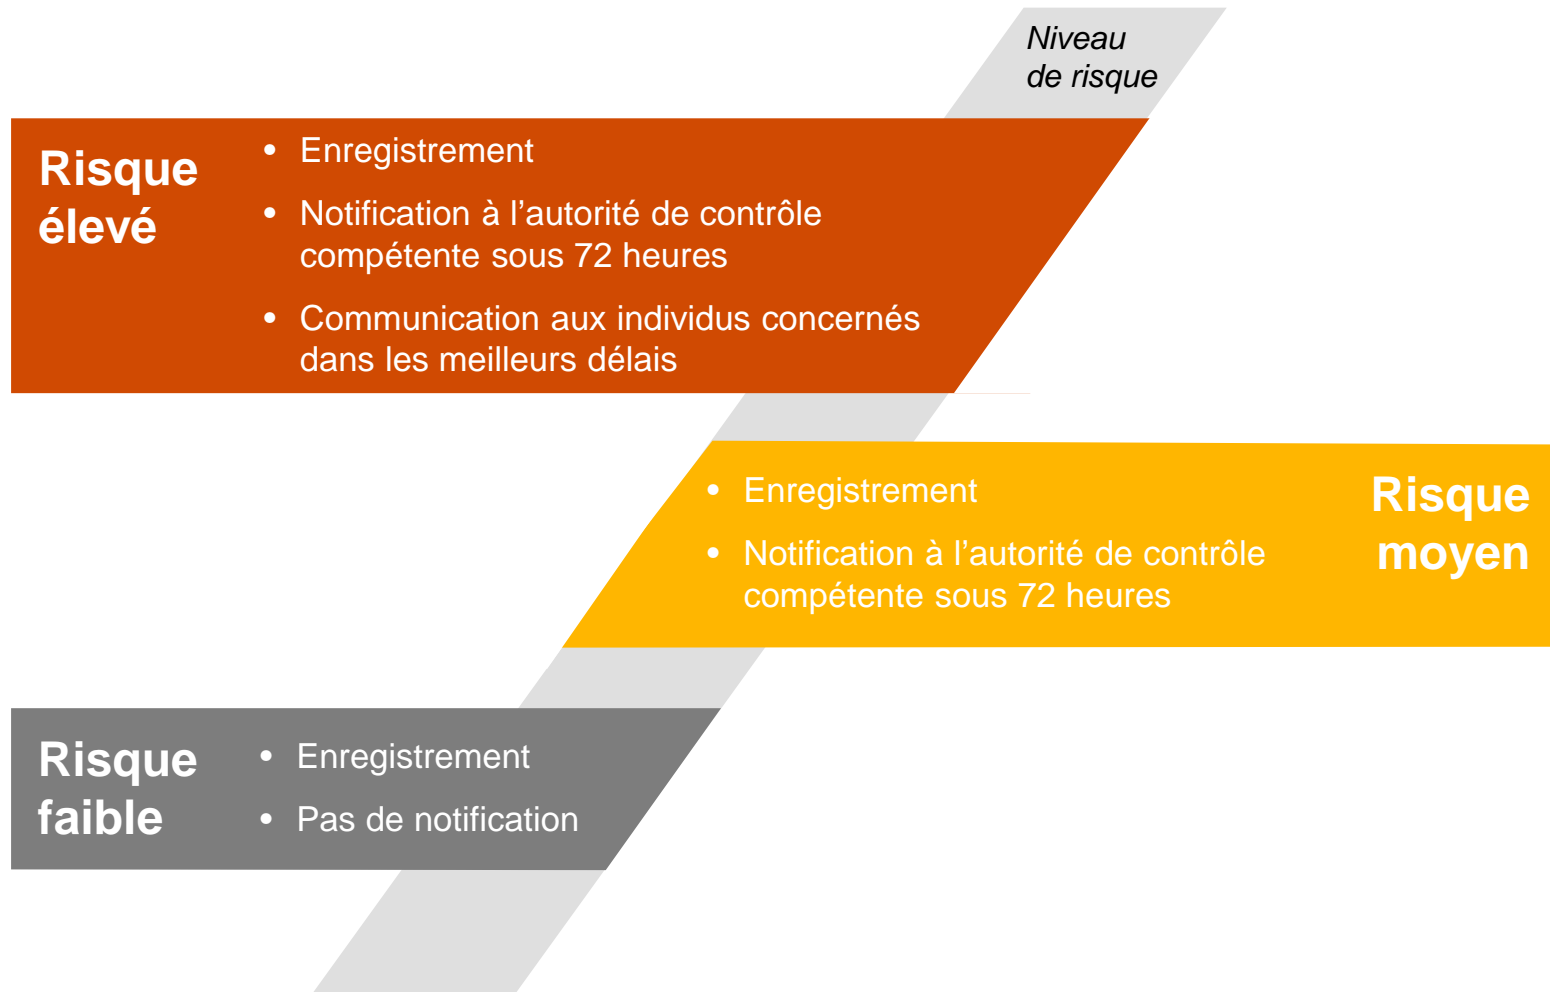 Niveau
de risque
Risque
élevé
• Enregistrement
• Notification à l’autorité de contrôle
compétente sous 72 heures
• Communication aux individus concernés
dans les meilleurs délais
• Enregistrement
• Notification à l’autorité de contrôle
compétente sous 72 heures
Risque
moyen
Risque
faible
• Enregistrement
• Pas de notification